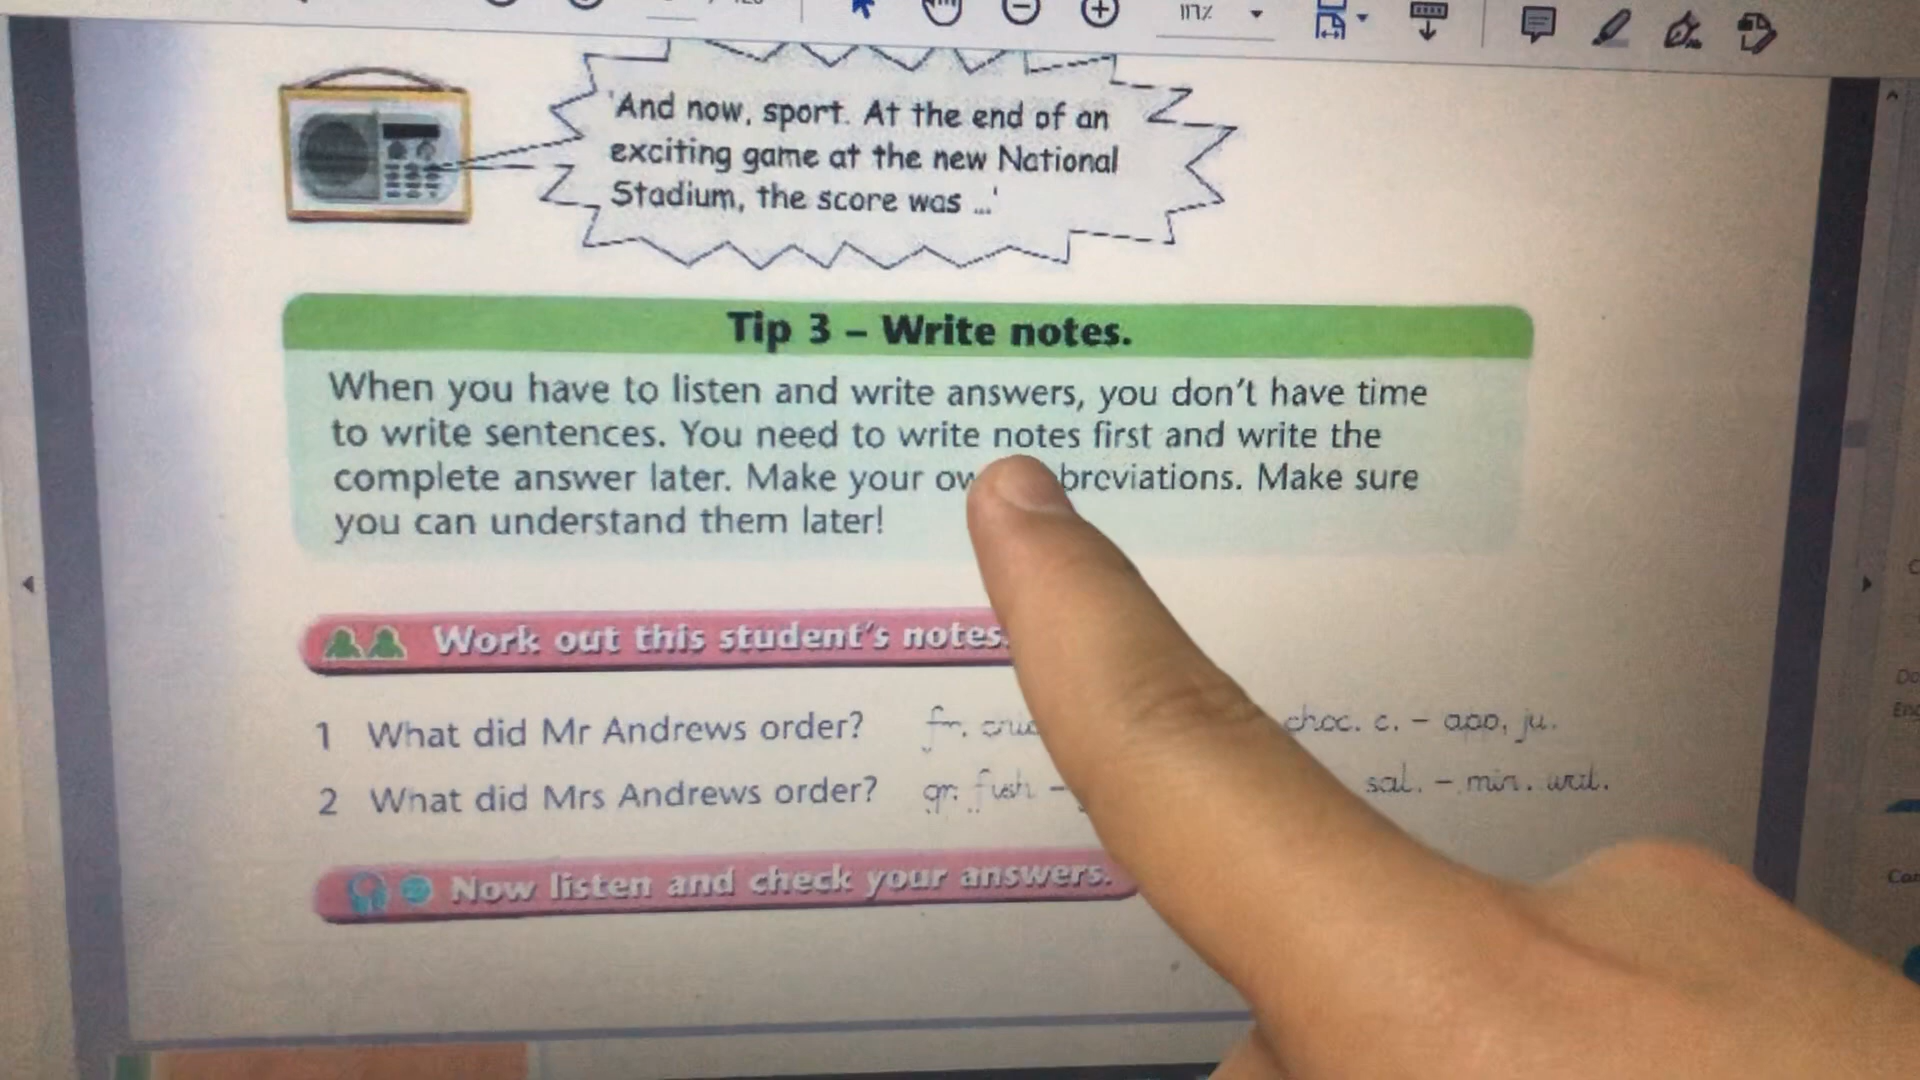 117%
'And now, sport. At the end of an
exciting game at the new National
Stadium, the score was ...'
Tip 3 – Write notes.
When you have to listen and write answers, you don't have time
to write sentences. You need to write notes first and write the
complete answer later. Make your abbreviations. Make sure
you can understand them later!
Work out this student's notes.
1 What did Mr Andrews order? choc. c. – app. ju.
2 What did Mrs Andrews order? gr. fish – sal. – min. wat.
Now listen and check your answers.